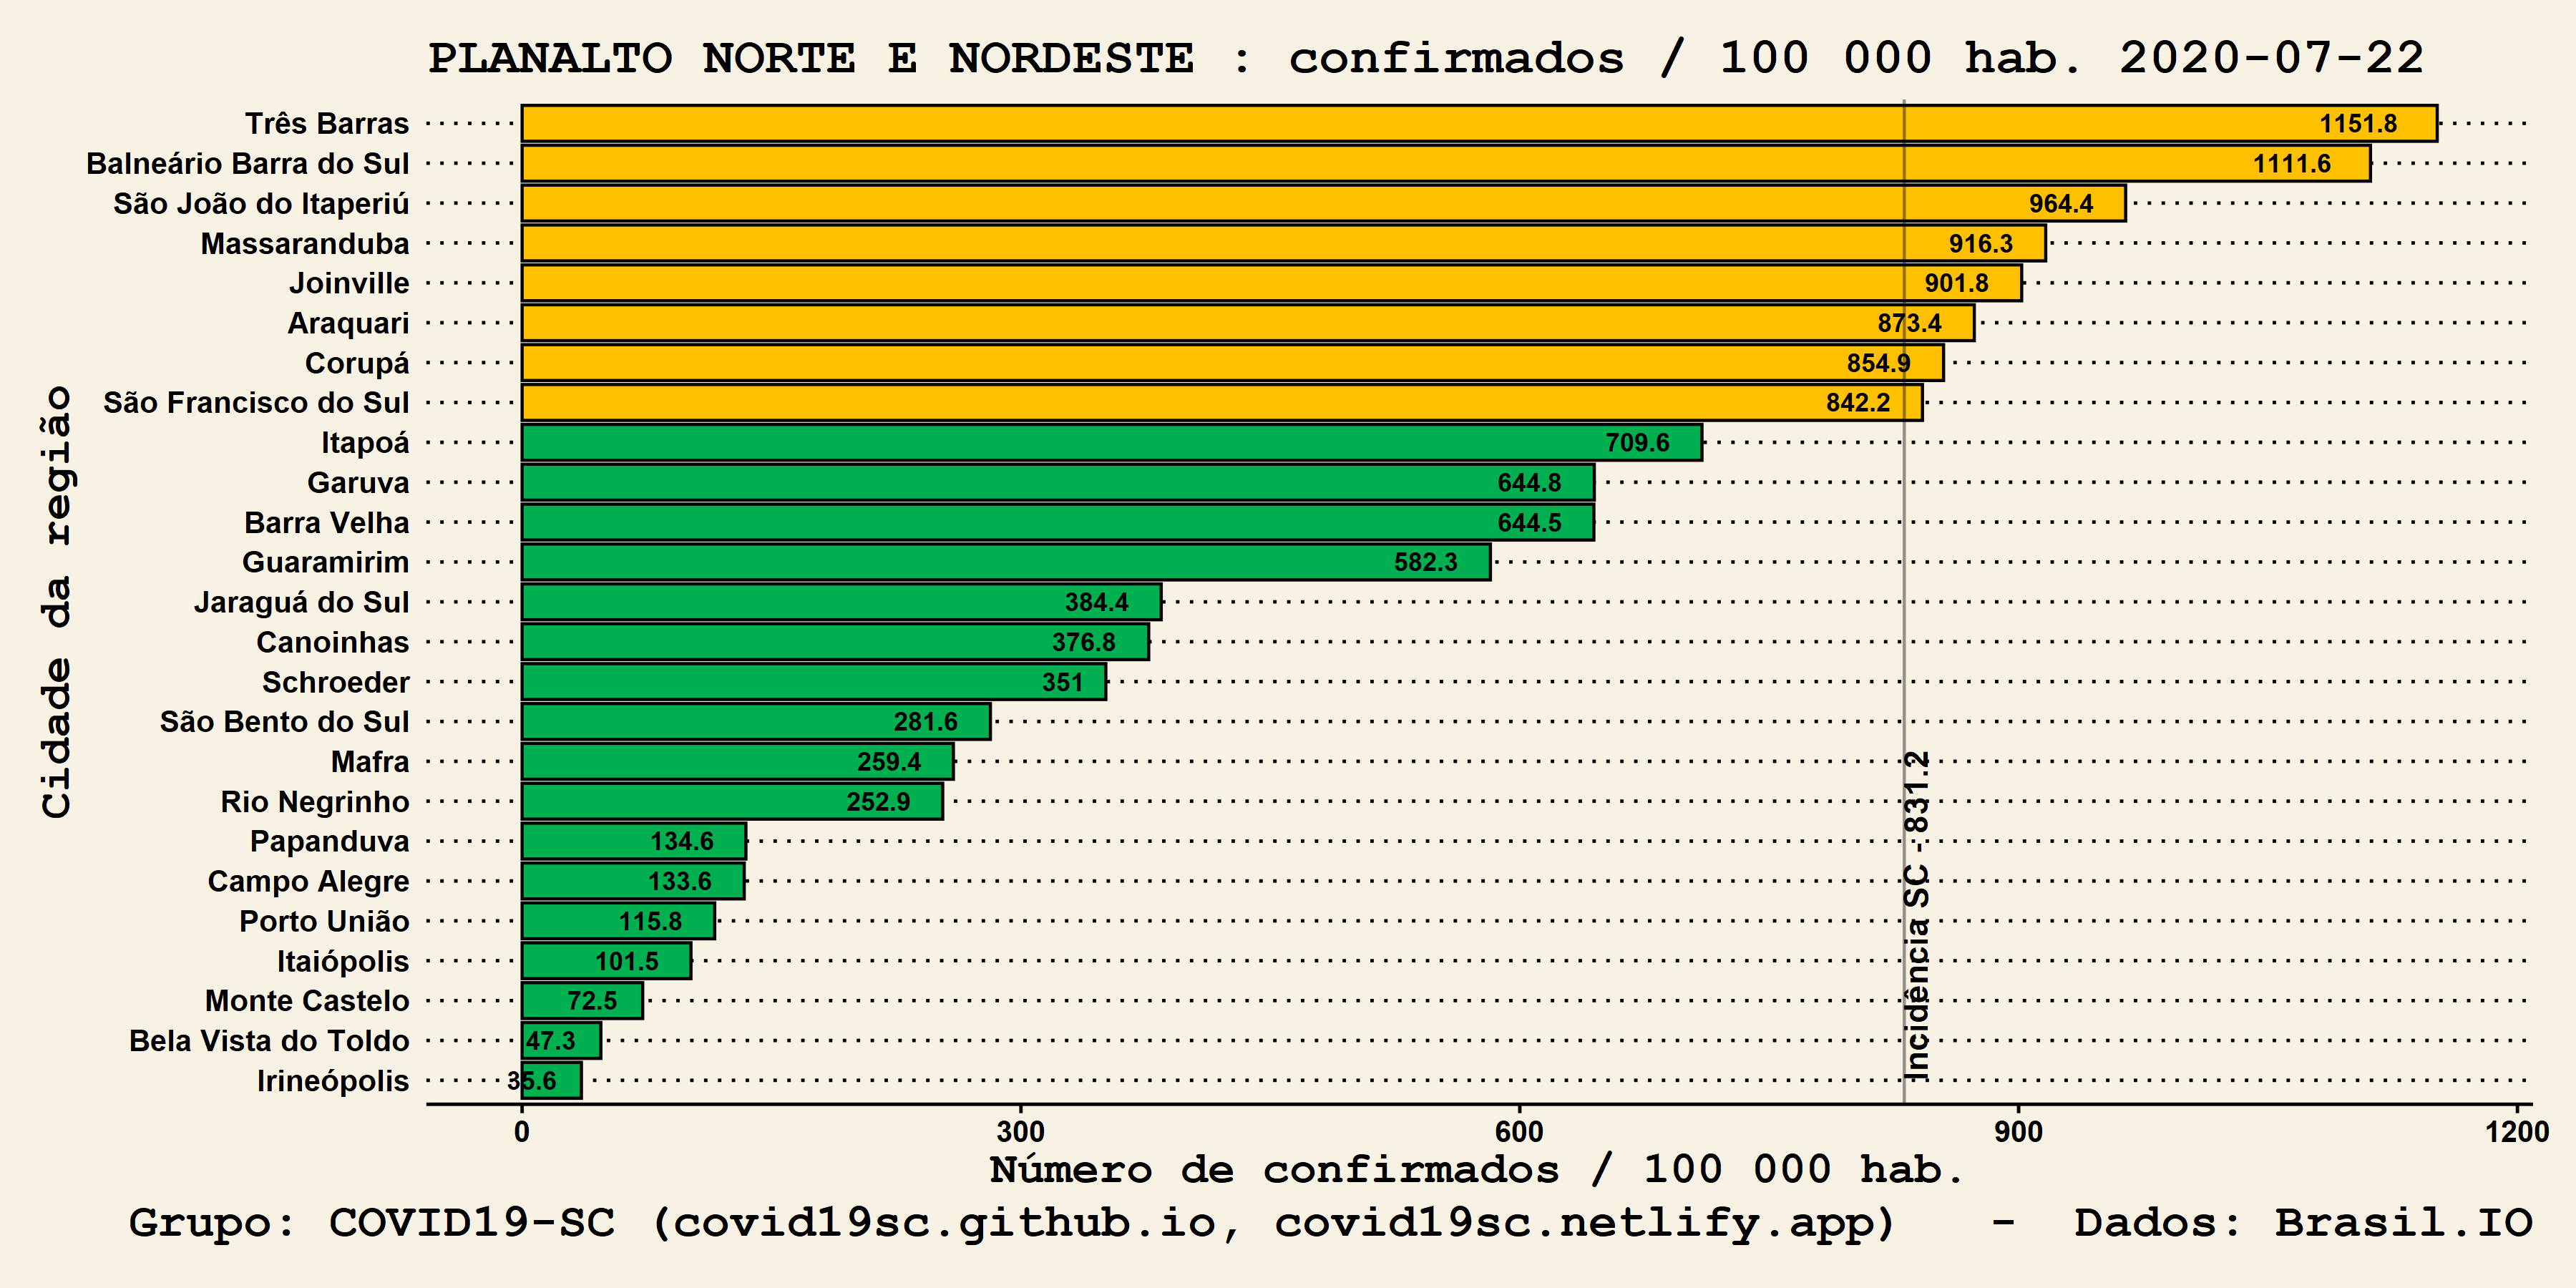 PLANALTO NORTE E NORDESTE : confirmados / 100 000 hab. 2020-07-22
Cidade da região
Três Barras 1151.8
Balneário Barra do Sul 1111.6
São João do Itaperiú 964.4
Massaranduba 916.3
Joinville 901.8
Araquari 873.4
Corupá 854.9
São Francisco do Sul 842.2
Itapoá 709.6
Garuva 644.8
Barra Velha 644.5
Guaramirim 582.3
Jaraguá do Sul 384.4
Canoinhas 376.8
Schroeder 351
São Bento do Sul 281.6
Mafra 259.4
Rio Negrinho 252.9
Papanduva 134.6
Campo Alegre 133.6
Porto União 115.8
Itaiópolis 101.5
Monte Castelo 72.5
Bela Vista do Toldo 47.3
Irineópolis 35.6
Incidência SC - 831.2
0 300 600 900 1200
Número de confirmados / 100 000 hab.
Grupo: COVID19-SC (covid19sc.github.io, covid19sc.netlify.app) - Dados: Brasil.IO